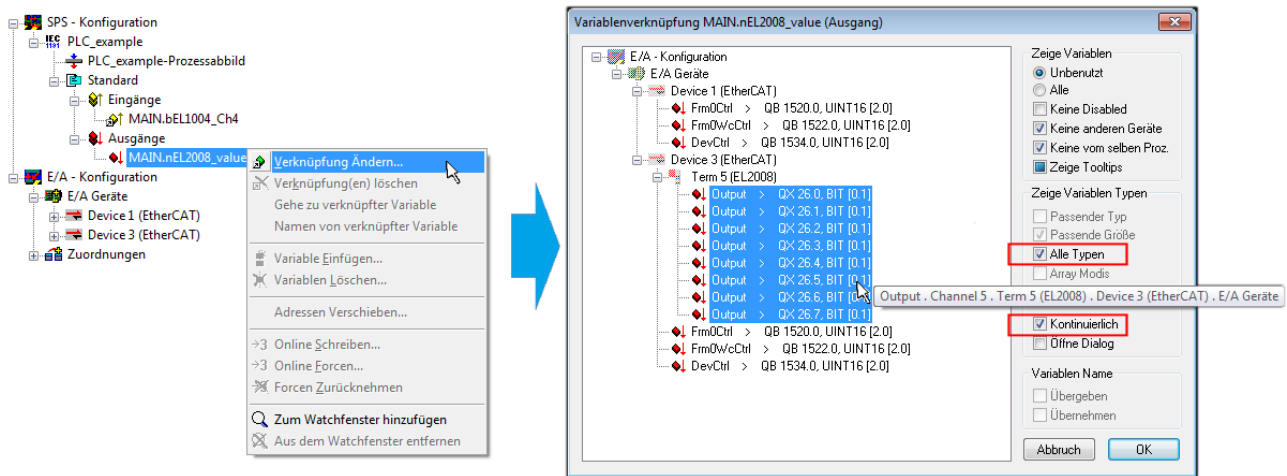 SPS - Konfiguration
IEC 1131 PLC_example
PLC_example-Prozessabbild
Standard
Eingänge
MAIN.bEL1004_Ch4
Ausgänge
MAIN.nEL2008_value
E/A - Konfiguration
E/A Geräte
Device 1 (EtherCAT)
Device 3 (EtherCAT)
Zuordnungen
Verknüpfung Ändern...
Verknüpfung(en) löschen
Gehe zu verknüpfter Variable
Namen von verknüpfter Variable
Variable Einfügen...
Variablen Löschen...
Adressen Verschieben...
→3 Online Schreiben...
→3 Online Forcen...
Forcen Zurücknehmen
Zum Watchfenster hinzufügen
Aus dem Watchfenster entfernen
Variablenverknüpfung MAIN.nEL2008_value (Ausgang)
E/A - Konfiguration
E/A Geräte
Device 1 (EtherCAT)
Frm0Ctrl > QB 1520.0, UINT16 [2.0]
Frm0WcCtrl > QB 1522.0, UINT16 [2.0]
DevCtrl > QB 1534.0, UINT16 [2.0]
Device 3 (EtherCAT)
Term 5 (EL2008)
Output > QX 26.0, BIT [0.1]
Output > QX 26.1, BIT [0.1]
Output > QX 26.2, BIT [0.1]
Output > QX 26.3, BIT [0.1]
Output > QX 26.4, BIT [0.1]
Output > QX 26.5, BIT [0.1]
Output > QX 26.6, BIT [0.1]
Output > QX 26.7, BIT [0.1]
Frm0Ctrl > QB 1520.0, UINT16 [2.0]
Frm0WcCtrl > QB 1522.0, UINT16 [2.0]
DevCtrl > QB 1534.0, UINT16 [2.0]
Output . Channel 5 . Term 5 (EL2008) . Device 3 (EtherCAT) . E/A Geräte
Zeige Variablen
Unbenutzt
Alle
Keine Disabled
Keine anderen Geräte
Keine vom selben Proz.
Zeige Tooltips
Zeige Variablen Typen
Passender Typ
Passende Größe
Alle Typen
Array Modis
Kontinuierlich
Öffne Dialog
Variablen Name
Übergeben
Übernehmen
Abbruch
OK